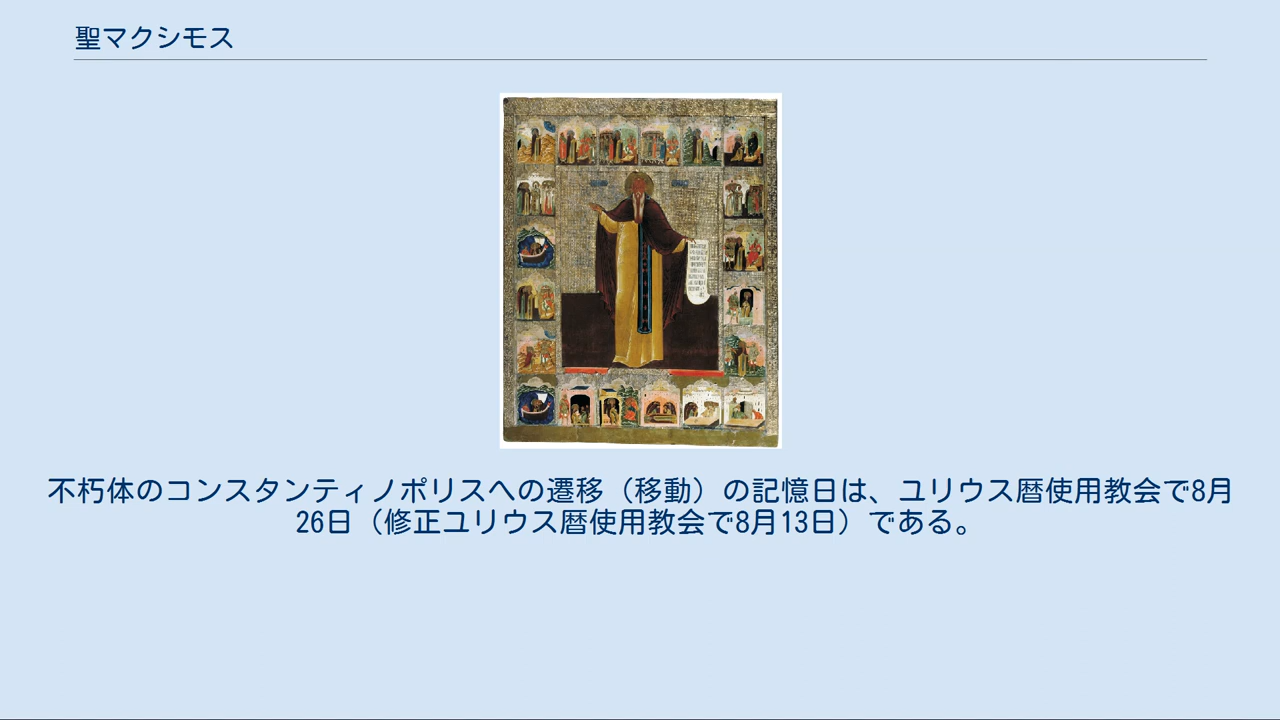 聖マクシモス
不朽体のコンスタンティノポリスへの遷移（移動）の記憶日は、ユリウス暦使用教会で8月
26日（修正ユリウス暦使用教会で8月13日）である。